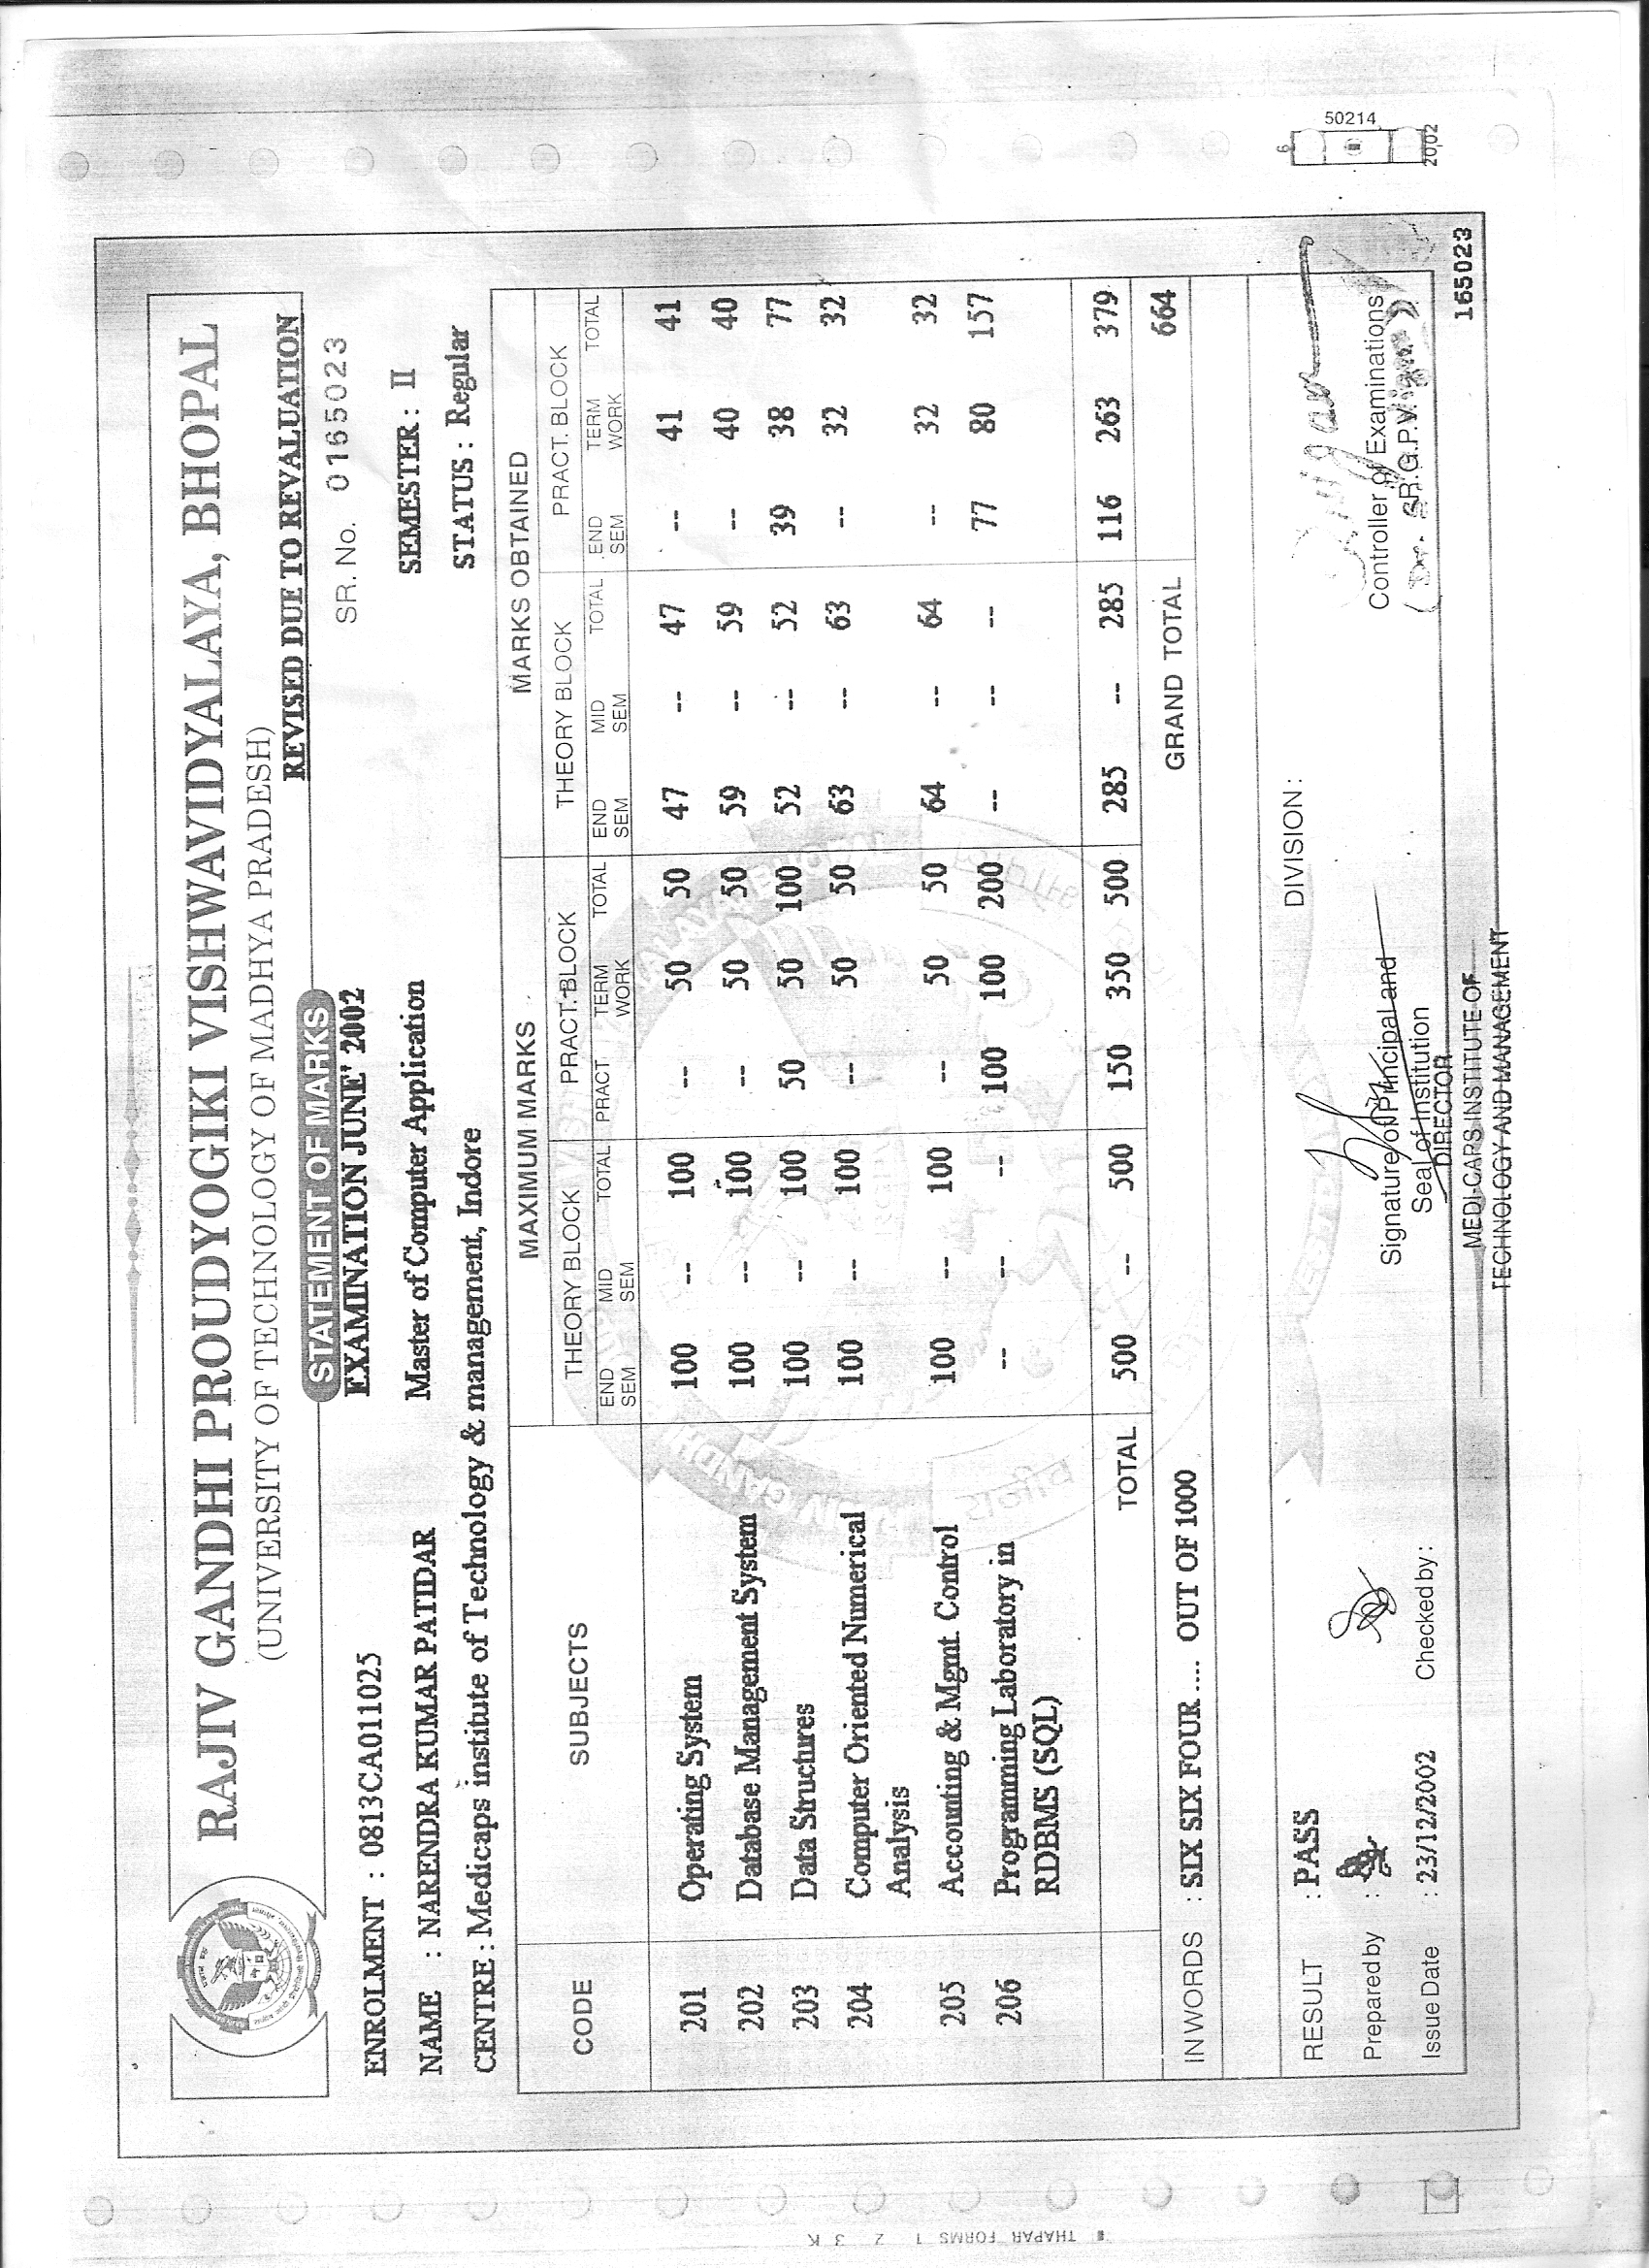 RAJIV GANDHI PROUDYOGIKI VISHWAVIDYALAYA, BHOPAL
(UNIVERSITY OF TECHNOLOGY OF MADHYA PRADESH)
REVISED DUE TO REVALUATION
STATEMENT OF MARKS
SR. No. 0165023
EXAMINATION JUNE' 2002
ENROLMENT : 0813CA011025
Master of Computer Application
SEMESTER : II
NAME : NARENDRA KUMAR PATIDAR
STATUS : Regular
CENTRE : Medicaps institute of Technology & management, Indore
CODE SUBJECTS MAXIMUM MARKS MARKS OBTAINED
THEORY BLOCK PRACT. BLOCK THEORY BLOCK PRACT. BLOCK
END SEM MID SEM TOTAL PRACT TERM WORK TOTAL END SEM MID SEM TOTAL END SEM TERM WORK TOTAL
201 Operating System 100 -- 100 -- 50 50 47 -- 47 -- 41 41
202 Database Management System 100 -- 100 -- 50 50 59 -- 59 -- 40 40
203 Data Structures 100 -- 100 50 50 100 52 -- 52 39 38 77
204 Computer Oriented Numerical 100 -- 100 -- 50 50 63 -- 63 -- 32 32
Analysis
205 Accounting & Mgmt. Control 100 -- 100 -- 50 50 64 -- 64 -- 32 32
206 Programming Laboratory in -- -- -- 100 100 200 -- -- -- 77 80 157
RDBMS (SQL)
TOTAL 500 -- 500 150 350 500 285 -- 285 116 263 379
IN WORDS : SIX SIX FOUR.... OUT OF 1000 GRAND TOTAL 664
RESULT : PASS DIVISION :
Prepared by :
Signature of Principal and
Seal of Institution
Controller of Examinations
R.G.P.V.
Issue Date : 23/12/2002 Checked by :
DIRECTOR
MEDI-CAPS INSTITUTE OF
TECHNOLOGY AND MANAGEMENT
165023
6
50214
2002
THAPAR FORMS 1 2 3 K